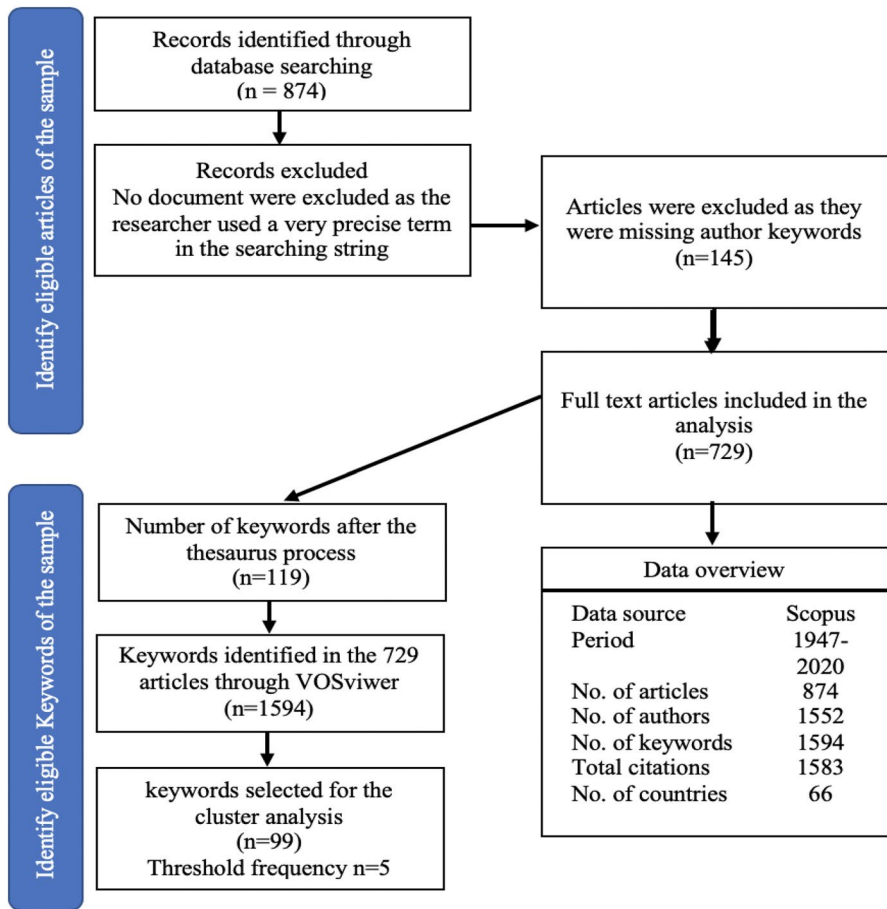 Identify eligible articles of the sample
Records identified through
database searching
(n = 874)
Records excluded
No document were excluded as the
researcher used a very precise term
in the searching string
Articles were excluded as they
were missing author keywords
(n=145)
Full text articles included in the
analysis
(n=729)
Identify eligible Keywords of the sample
Number of keywords after the
thesaurus process
(n=119)
Keywords identified in the 729
articles through VOSviwer
(n=1594)
keywords selected for the
cluster analysis
(n=99)
Threshold frequency n=5
Data overview
Data source Scopus
Period 1947-
2020
No. of articles 874
No. of authors 1552
No. of keywords 1594
Total citations 1583
No. of countries 66